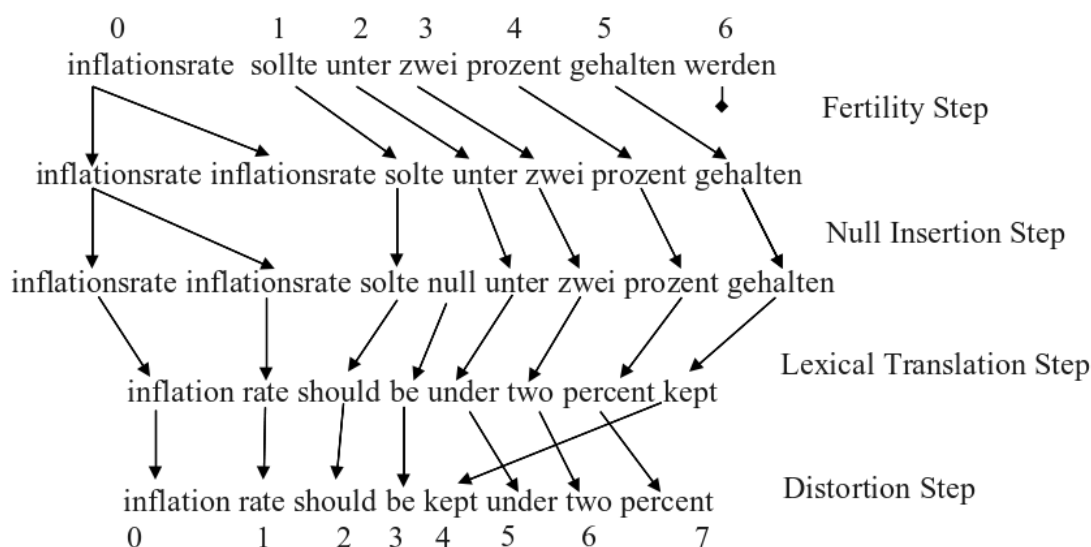 0 1 2 3 4 5 6
inflationsrate sollte unter zwei prozent gehalten werden
Fertility Step
inflationsrate inflationsrate solte unter zwei prozent gehalten
Null Insertion Step
inflationsrate inflationsrate solte null unter zwei prozent gehalten
Lexical Translation Step
inflation rate should be under two percent kept
Distortion Step
inflation rate should be kept under two percent
0 1 2 3 4 5 6 7